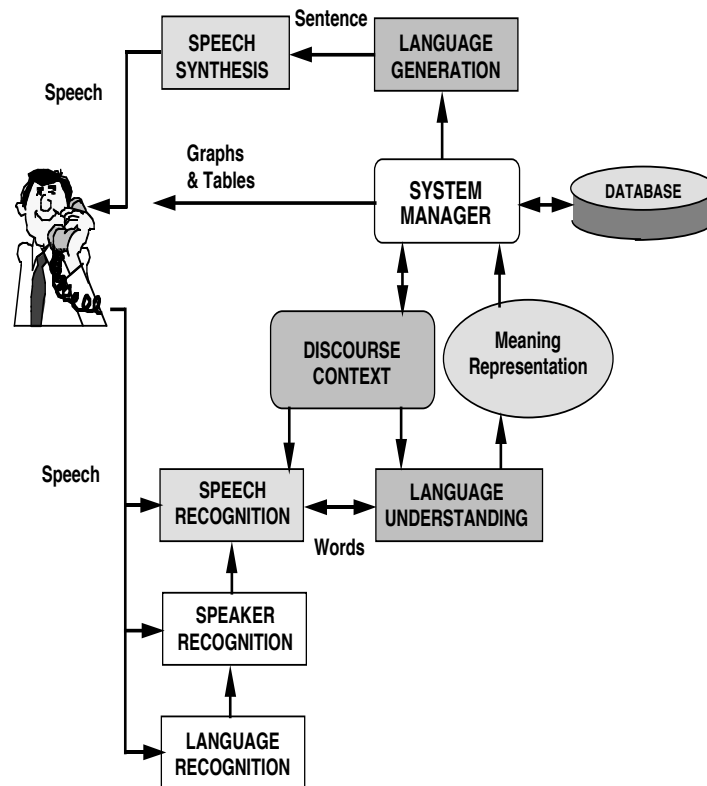 Sentence
SPEECH
SYNTHESIS
LANGUAGE
GENERATION
Speech
Graphs
& Tables
SYSTEM
MANAGER
DATABASE
DISCOURSE
CONTEXT
Meaning
Representation
Speech
SPEECH
RECOGNITION
Words
LANGUAGE
UNDERSTANDING
SPEAKER
RECOGNITION
LANGUAGE
RECOGNITION